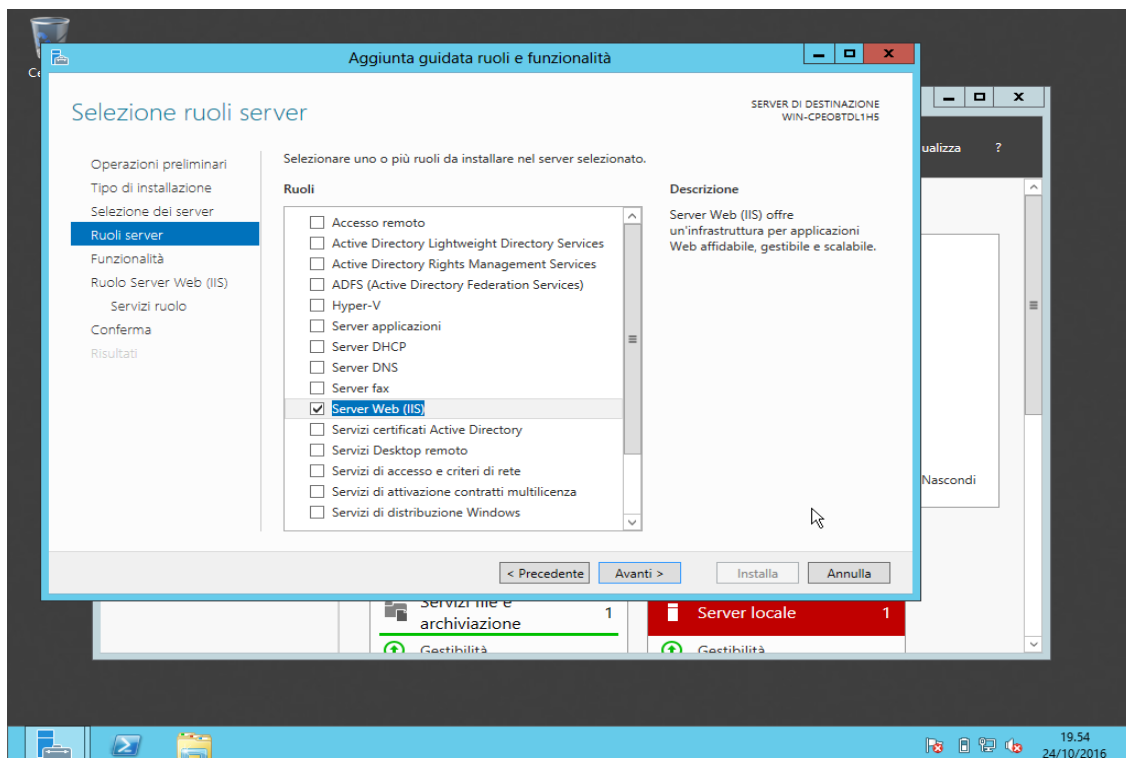 Ce
Aggiunta guidata ruoli e funzionalità
Selezione ruoli server
SERVER DI DESTINAZIONE
WIN-CPEOBTDL1H5
Operazioni preliminari
Tipo di installazione
Selezione dei server
Ruoli server
Funzionalità
Ruolo Server Web (IIS)
Servizi ruolo
Conferma
Risultati
Selezionare uno o più ruoli da installare nel server selezionato.
Ruoli
Accesso remoto
Active Directory Lightweight Directory Services
Active Directory Rights Management Services
ADFS (Active Directory Federation Services)
Hyper-V
Server applicazioni
Server DHCP
Server DNS
Server fax
Server Web (IIS)
Servizi certificati Active Directory
Servizi Desktop remoto
Servizi di accesso e criteri di rete
Servizi di attivazione contratti multilicenza
Servizi di distribuzione Windows
Descrizione
Server Web (IIS) offre
un'infrastruttura per applicazioni
Web affidabile, gestibile e scalabile.
< Precedente
Avanti >
Installa
Annulla
ualizza ?
Nascondi
Servizi file e
archiviazione 1
Gestibilità
Server locale 1
Gestibilità
19.54
24/10/2016